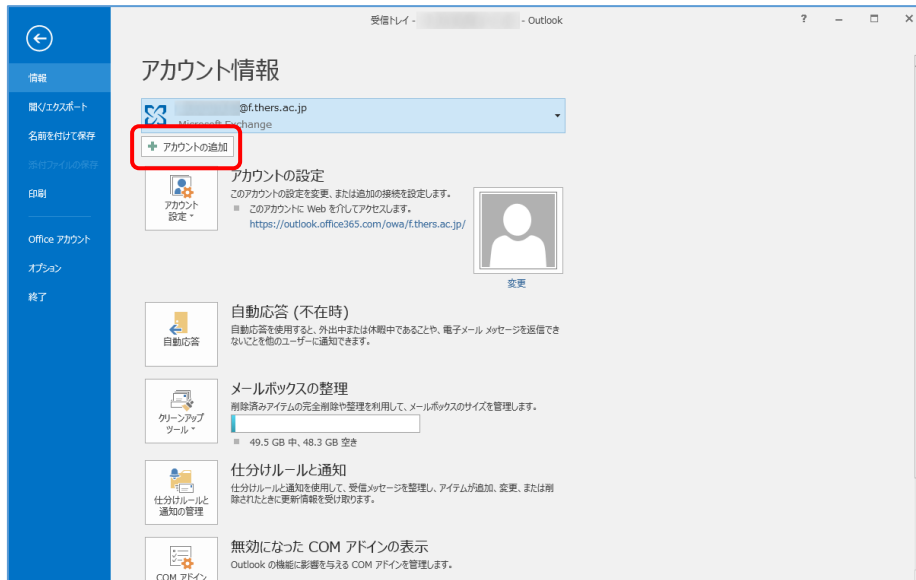 受信トレイ - - Outlook
?
情報
開く/エクスポート
名前を付けて保存
添付ファイルの保存
印刷
Office アカウント
オプション
終了
アカウント情報
@f.thers.ac.jp
Microsoft Exchange
アカウントの追加
アカウント
設定
アカウントの設定
このアカウントの設定を変更、または追加の接続を設定します。
このアカウントに Web を介してアクセスします。
https://outlook.office365.com/owa/f.thers.ac.jp/
変更
自動応答
自動応答 (不在時)
自動応答を使用すると、外出中または休暇中であることや、電子メール メッセージを返信でき
ないことを他のユーザーに通知できます。
クリーンアップ
ツール
メールボックスの整理
削除済みアイテムの完全削除や整理を利用して、メールボックスのサイズを管理します。
49.5 GB 中、48.3 GB 空き
仕分けルールと
通知の管理
仕分けルールと通知
仕分けルールと通知を使用して、受信メッセージを整理し、アイテムが追加、変更、または削
除されたときに更新情報を受け取ります。
COM アドイン
無効になった COM アドインの表示
Outlook の機能に影響を与える COM アドインを管理します。